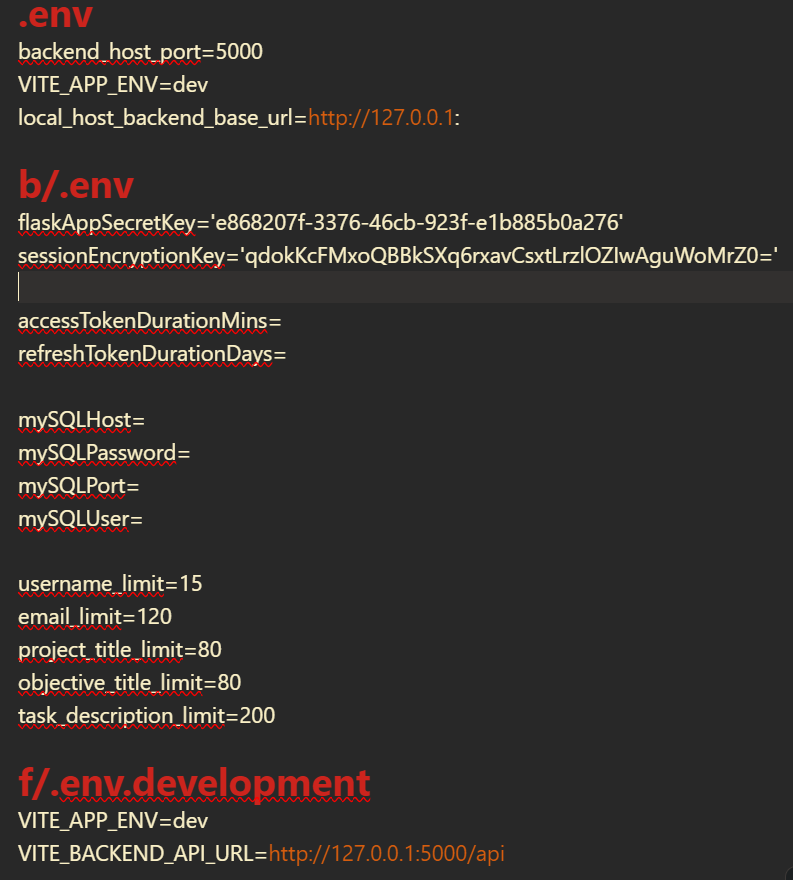 .env
backend_host_port=5000
VITE_APP_ENV=dev
local_host_backend_base_url=http://127.0.0.1:
b/.env
flaskAppSecretKey='e868207f-3376-46cb-923f-e1b885b0a276'
sessionEncryptionKey='qdokKcFMxoQBBkSXq6rxavCsxtLrzlOZIwAguWoMrZ0='
accessTokenDurationMins=
refreshTokenDurationDays=
mySQLHost=
mySQLPassword=
mySQLPort=
mySQLUser=
username_limit=15
email_limit=120
project_title_limit=80
objective_title_limit=80
task_description_limit=200
f/.env.development
VITE_APP_ENV=dev
VITE_BACKEND_API_URL=http://127.0.0.1:5000/api